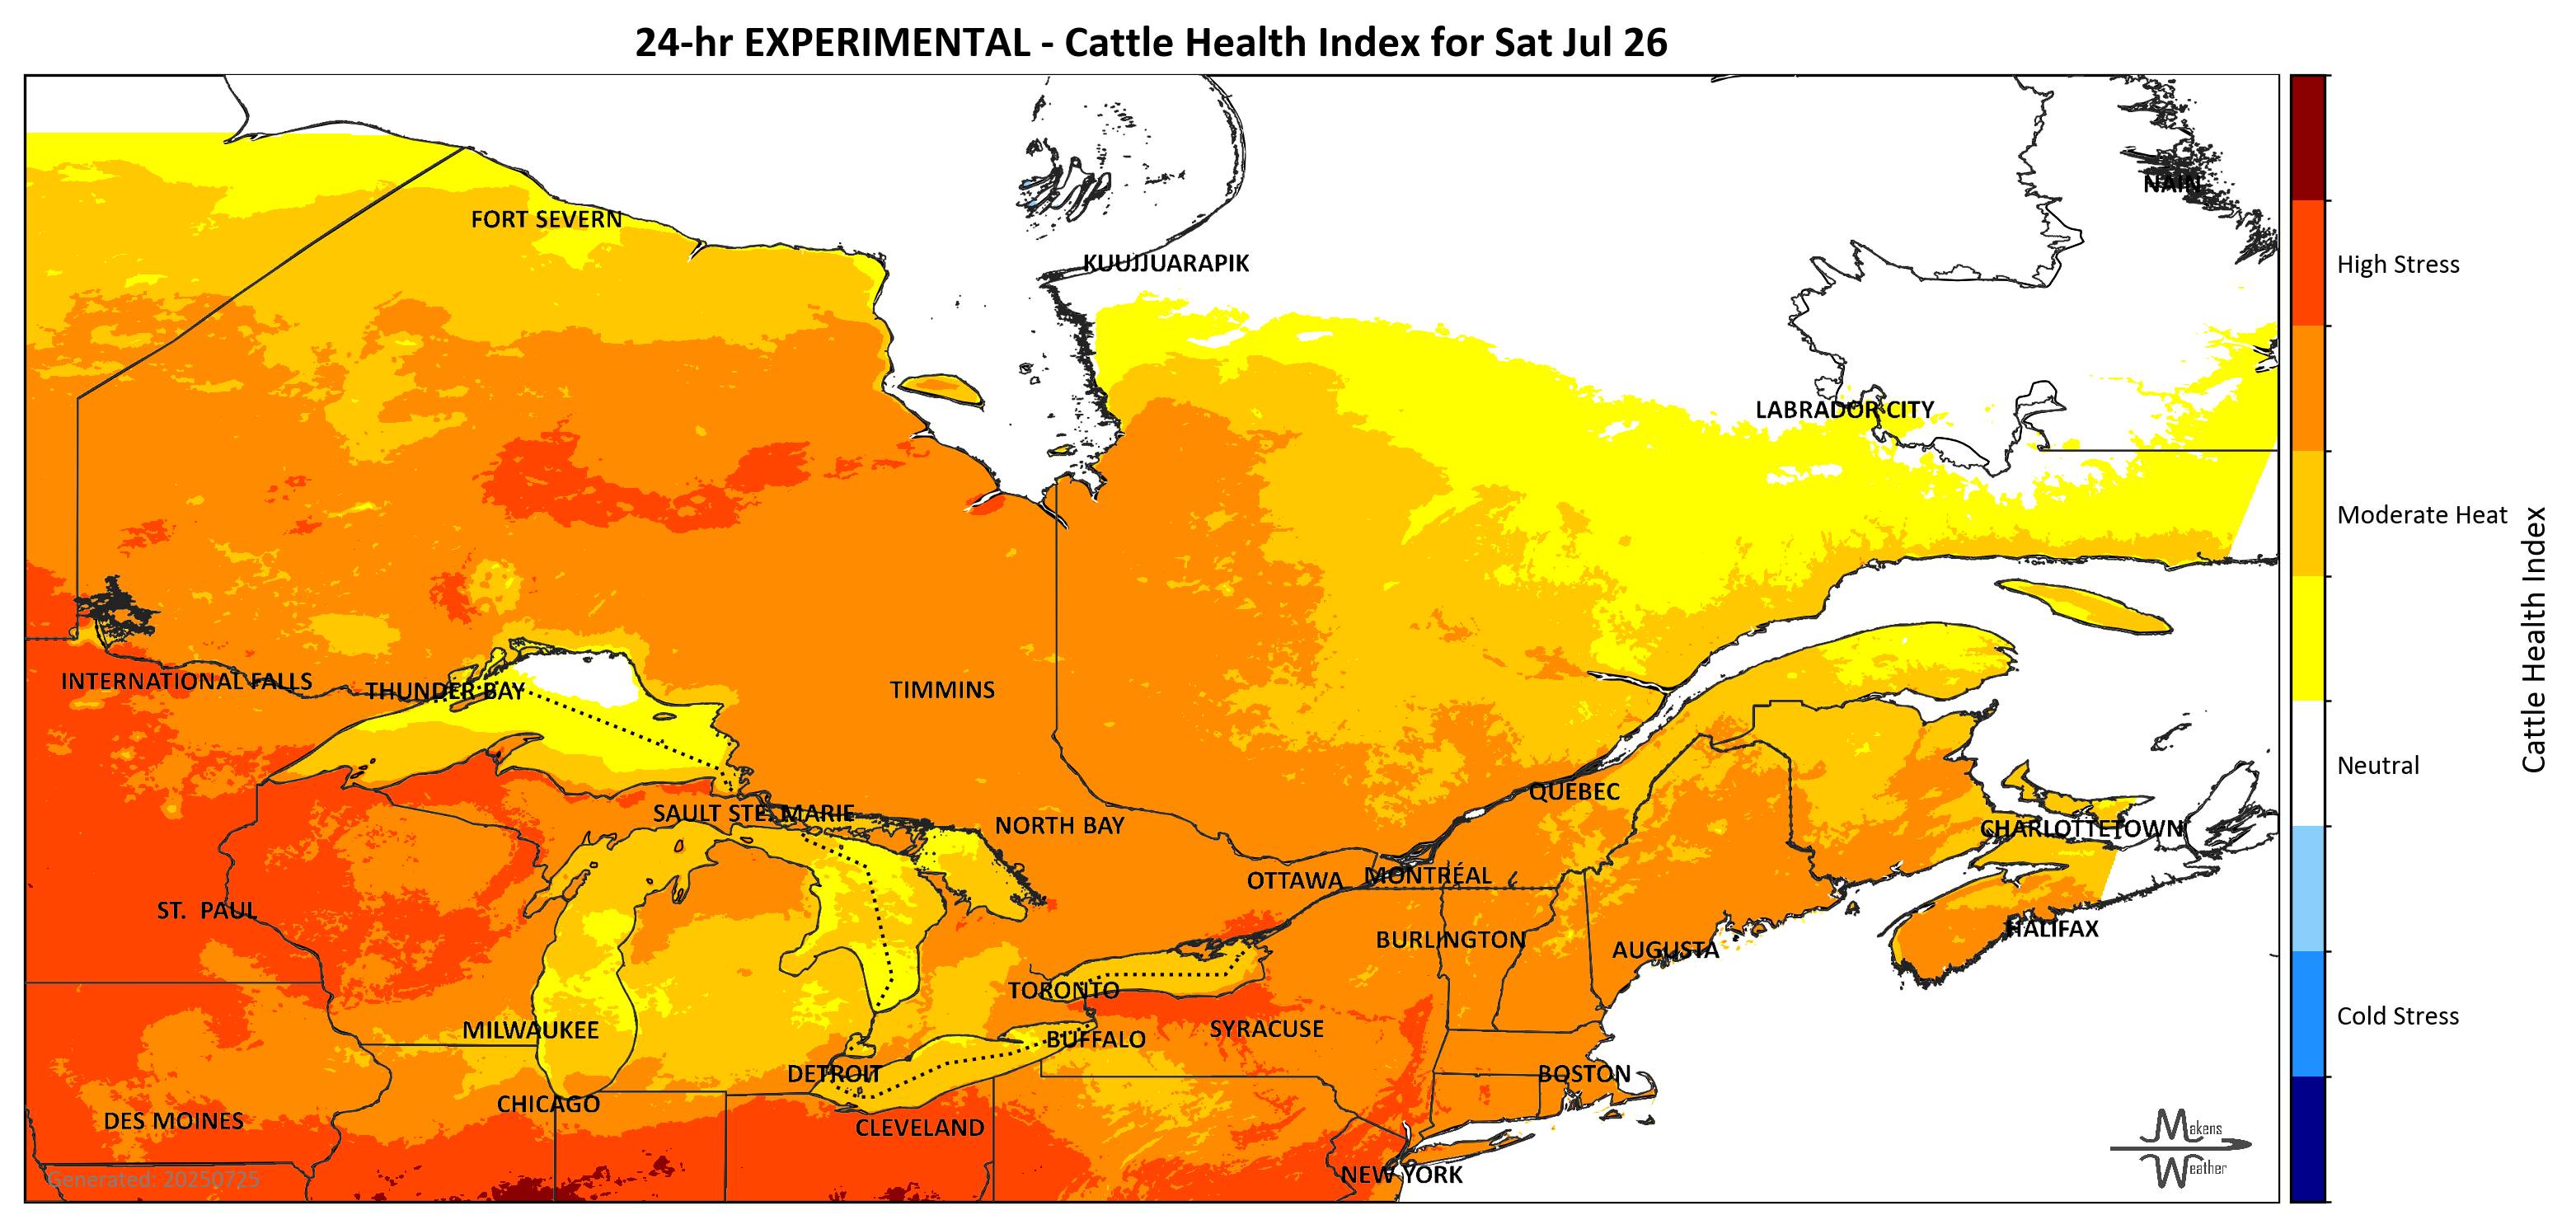 24-hr EXPERIMENTAL - Cattle Health Index for Sat Jul 26
NAIN
FORT SEVERN
KUUJJUARAPIK
High Stress
LABRADOR CITY
Moderate Heat
Cattle Health Index
INTERNATIONAL FALLS
THUNDER BAY
TIMMINS
Neutral
QUEBEC
SAULT STE. MARIE
NORTH BAY
CHARLOTTETOWN
OTTAWA
MONTRÉAL
ST. PAUL
HALIFAX
BURLINGTON
AUGUSTA
TORONTO
Cold Stress
MILWAUKEE
SYRACUSE
BUFFALO
DETROIT
BOSTON
CHICAGO
DES MOINES
CLEVELAND
Makens
Weather
NEW YORK
Generated: 20250725